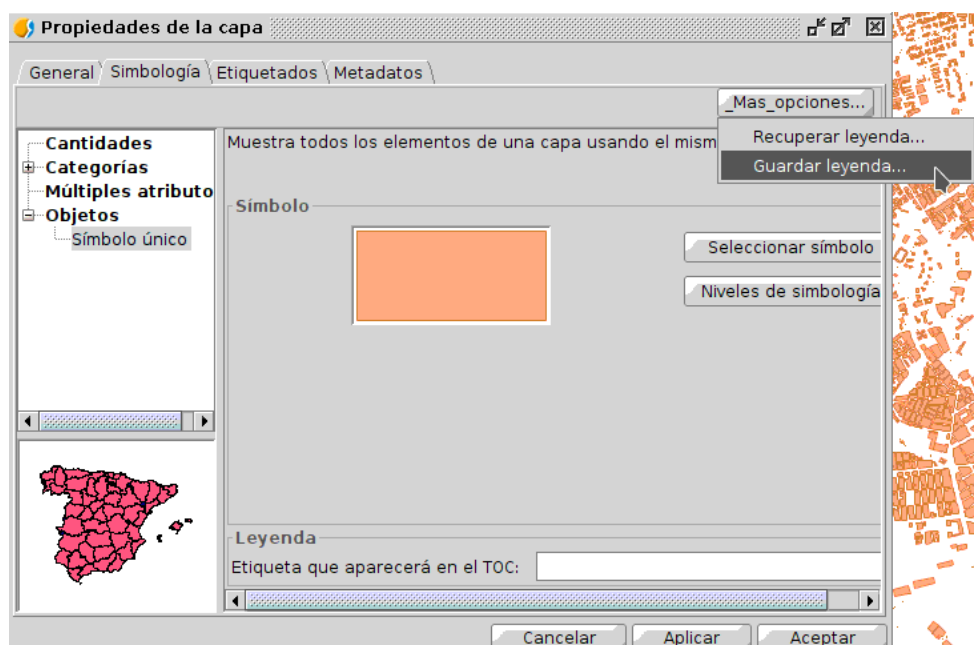 Propiedades de la capa
General Simbología Etiquetados Metadatos
_Mas_opciones...
Recuperar leyenda...
Guardar leyenda...
Cantidades
Categorías
Múltiples atributo
Objetos
Símbolo único
Muestra todos los elementos de una capa usando el mism
Símbolo
Seleccionar símbolo
Niveles de simbología
Leyenda
Etiqueta que aparecerá en el TOC:
Cancelar Aplicar Aceptar